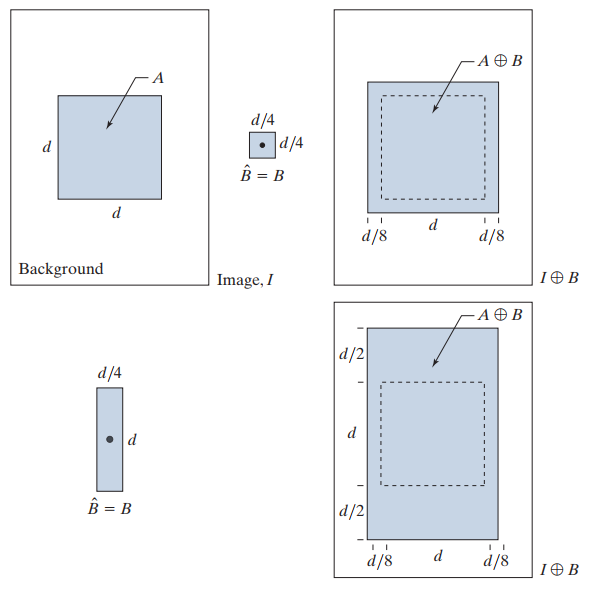 A
d
d
Background
Image, I
d/4
d/4
B̂ = B
A ⊕ B
d/8
d
d/8
I ⊕ B
d/4
d
B̂ = B
A ⊕ B
d/2
d
d/2
d/8
d
d/8
I ⊕ B